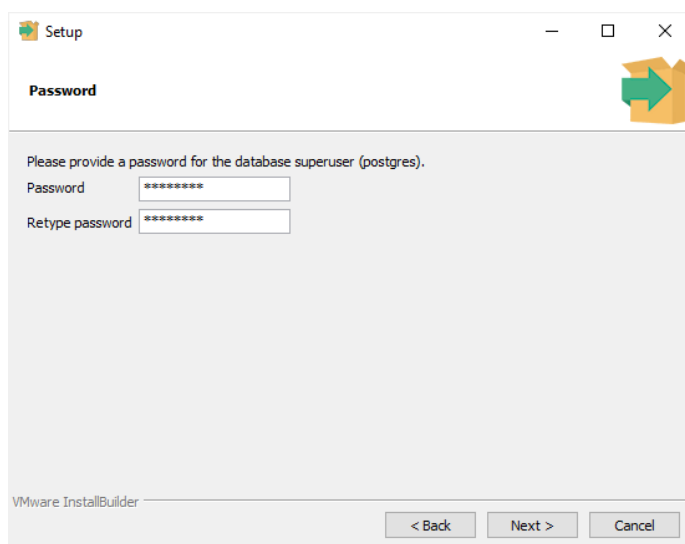 Setup
Password
Please provide a password for the database superuser (postgres).
Password ********
Retype password ********
VMware InstallBuilder
< Back Next > Cancel